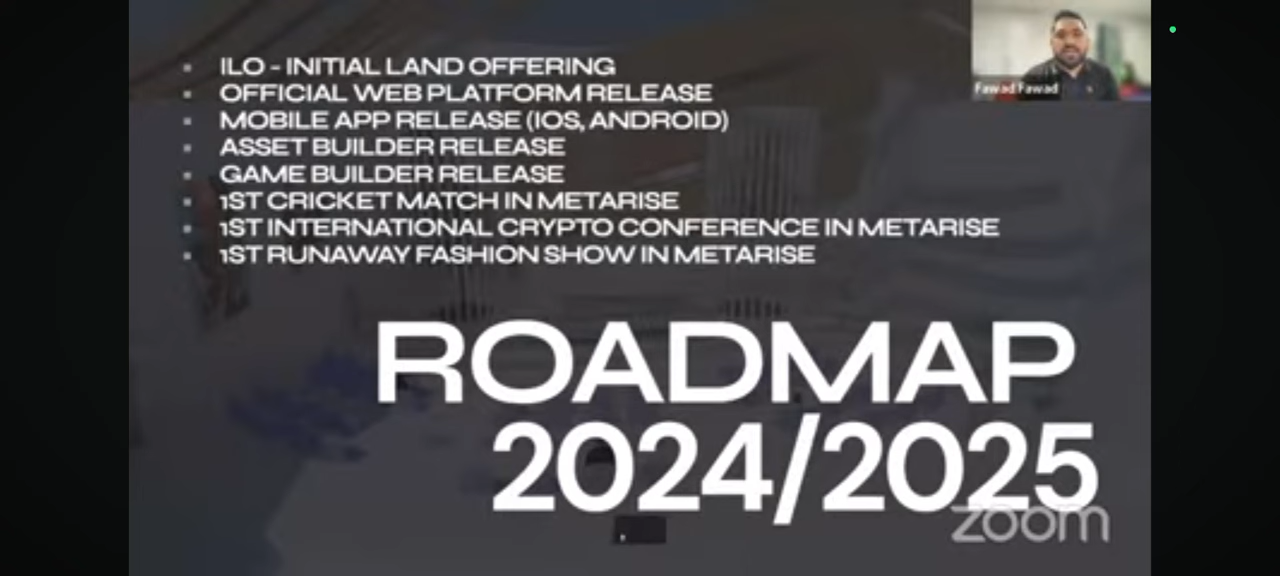 ILO - INITIAL LAND OFFERING
OFFICIAL WEB PLATFORM RELEASE
MOBILE APP RELEASE (IOS, ANDROID)
ASSET BUILDER RELEASE
GAME BUILDER RELEASE
1ST CRICKET MATCH IN METARISE
1ST INTERNATIONAL CRYPTO CONFERENCE IN METARISE
1ST RUNAWAY FASHION SHOW IN METARISE
Fawad Fawad
ROADMAP
2024/2025
zoom